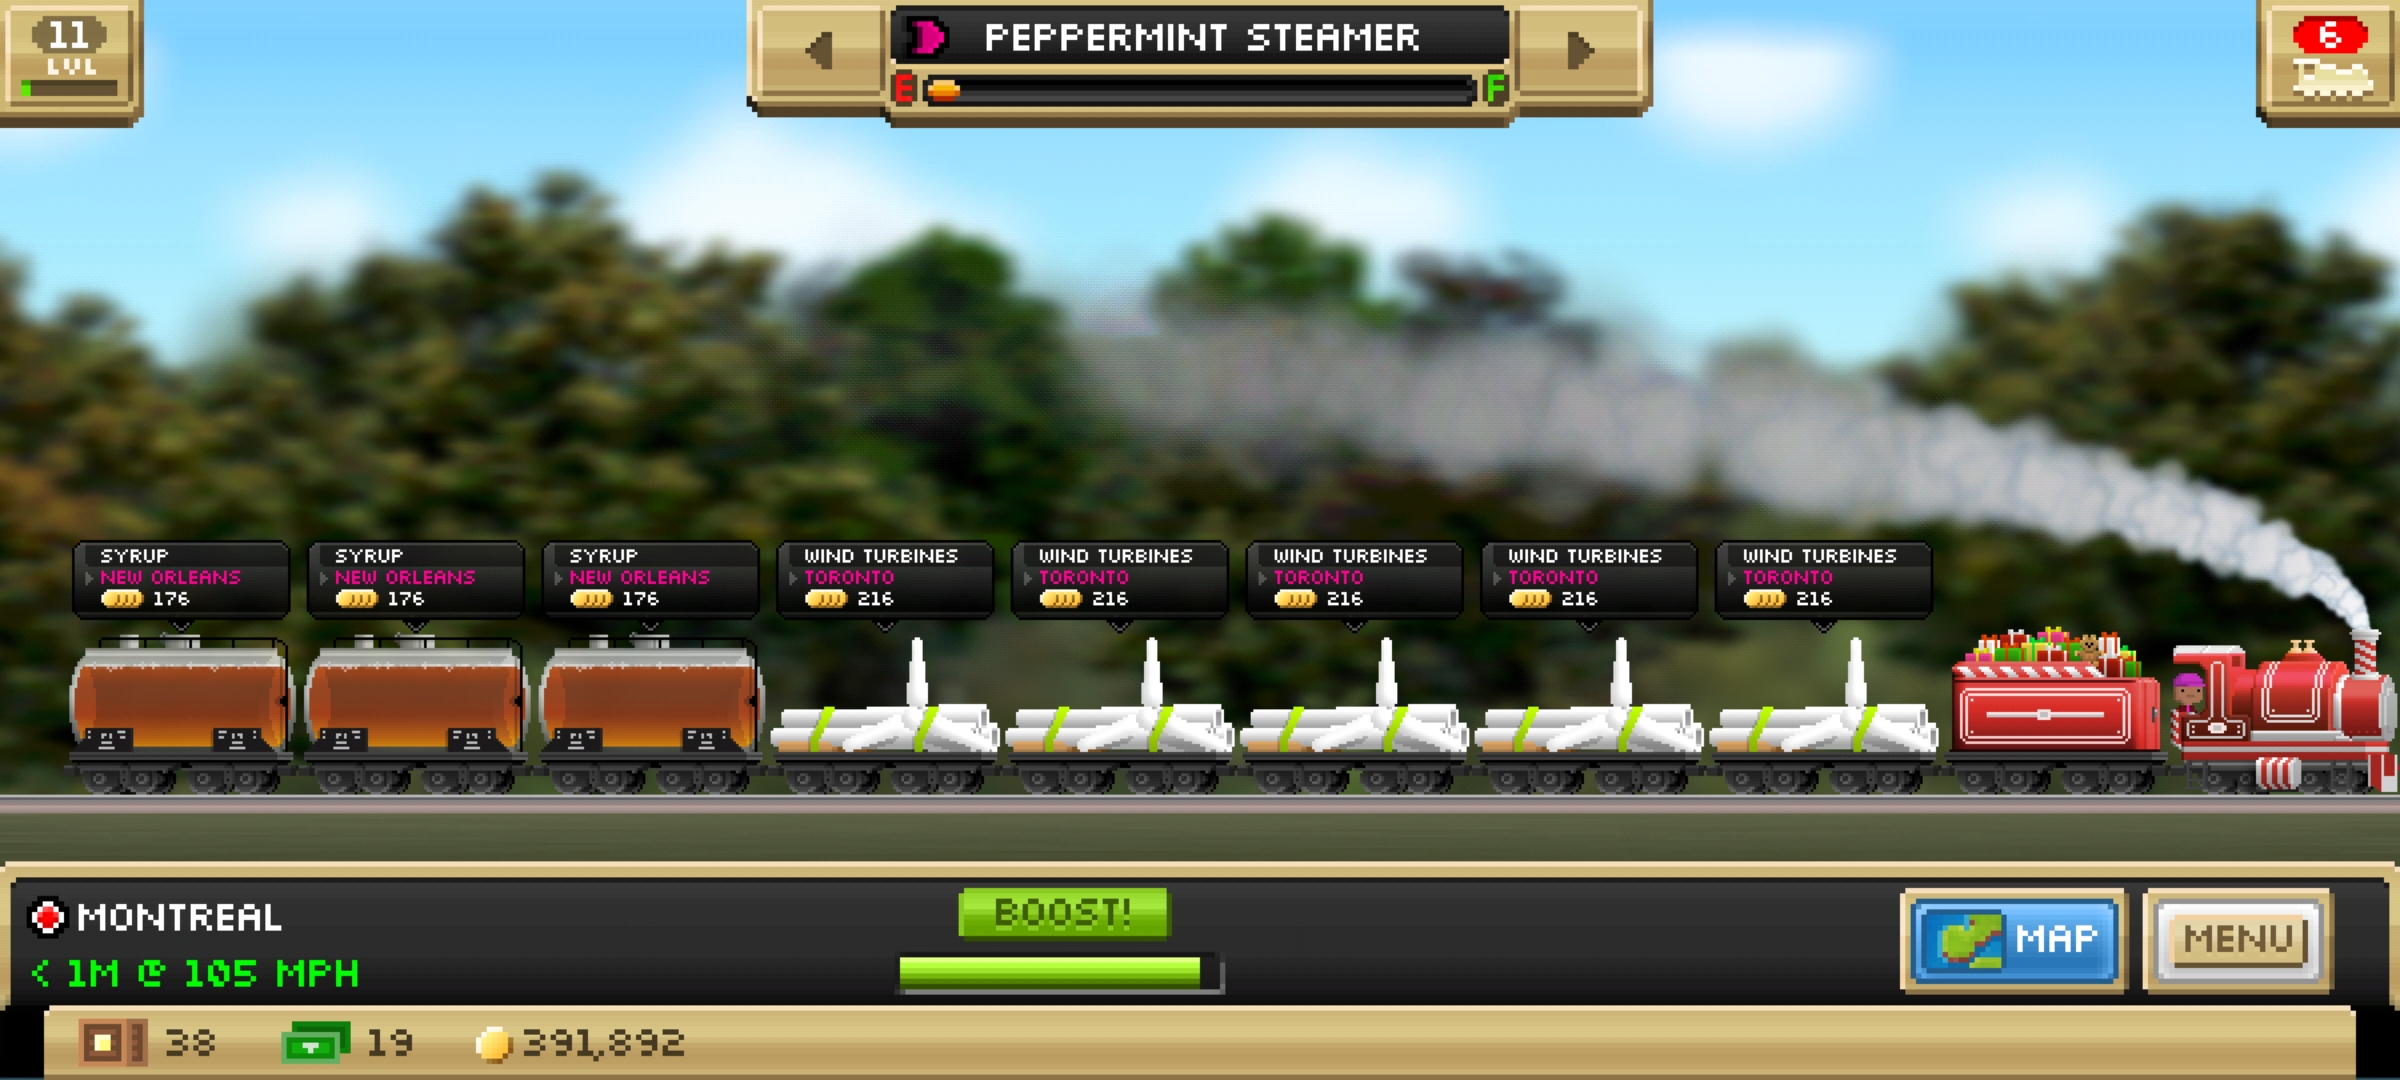 11
LVL
PEPPERMINT STEAMER
E F
6
SYRUP
NEW ORLEANS
176
SYRUP
NEW ORLEANS
176
SYRUP
NEW ORLEANS
176
WIND TURBINES
TORONTO
216
WIND TURBINES
TORONTO
216
WIND TURBINES
TORONTO
216
WIND TURBINES
TORONTO
216
WIND TURBINES
TORONTO
216
MONTREAL
< 1M @ 105 MPH
BOOST!
MAP
MENU
38
19
391,892